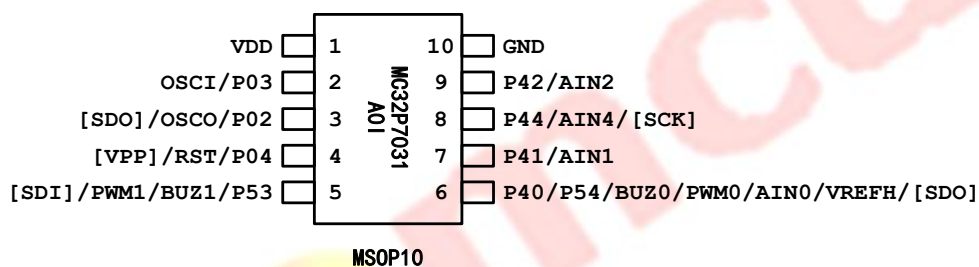 VDD 1 10 GND
OSCI/P03 2 9 P42/AIN2
[SDO]/OSCO/P02 3 8 P44/AIN4/[SCK]
[VPP]/RST/P04 4 7 P41/AIN1
[SDI]/PWM1/BUZ1/P53 5 6 P40/P54/BUZ0/PWM0/AIN0/VREFH/[SDO]
MC32P7031
A0I
MSOP10